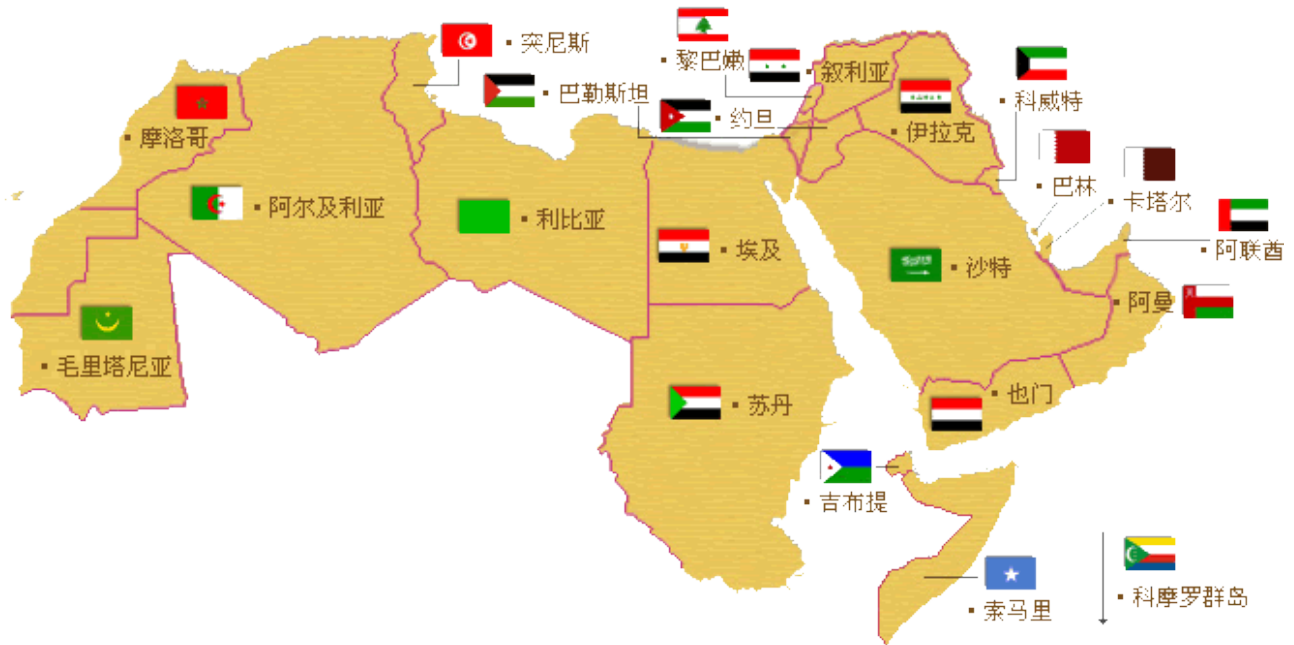 突尼斯
黎巴嫩
叙利亚
巴勒斯坦
约旦
科威特
摩洛哥
伊拉克
巴林
卡塔尔
阿尔及利亚
利比亚
埃及
沙特
阿联酋
阿曼
毛里塔尼亚
苏丹
也门
吉布提
索马里
科摩罗群岛